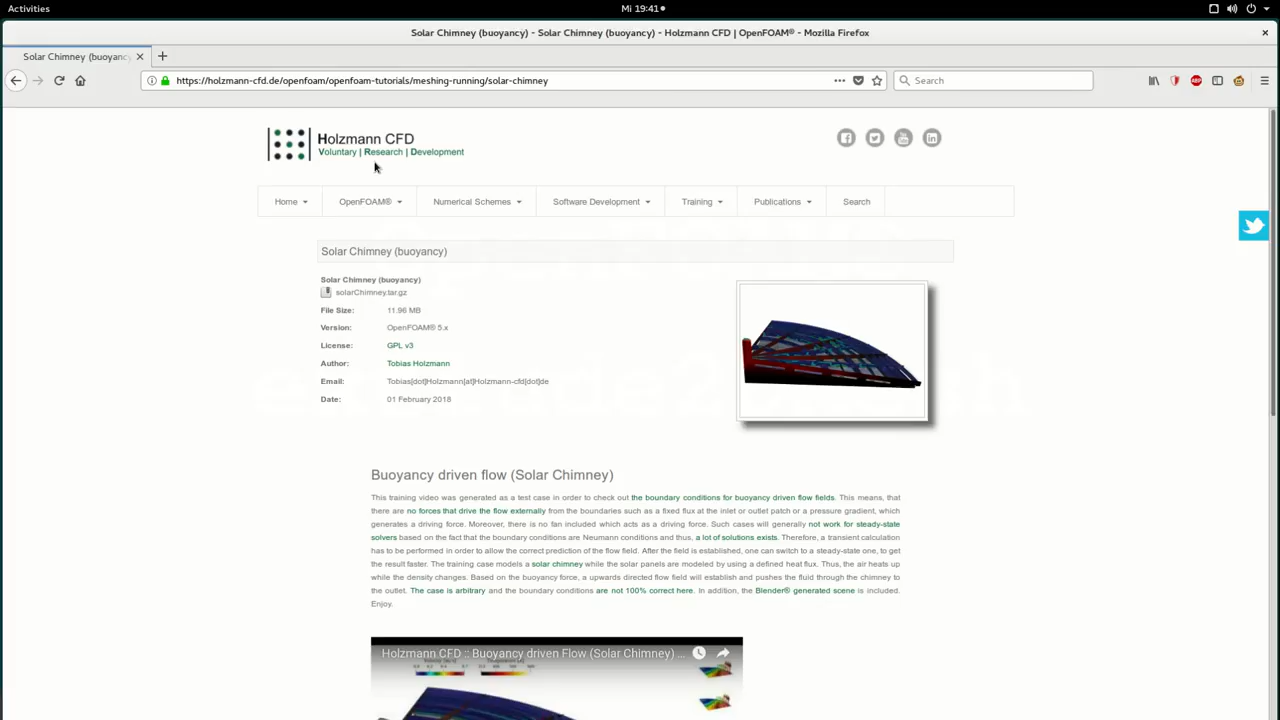 Activities
Mi 19:41
Solar Chimney (buoyancy) - Solar Chimney (buoyancy) - Holzmann CFD | OpenFOAM® - Mozilla Firefox
Solar Chimney (buoyancy
https://holzmann-cfd.de/openfoam/openfoam-tutorials/meshing-running/solar-chimney
Search
ABP
Holzmann CFD
Voluntary | Research | Development
Home
OpenFOAM®
Numerical Schemes
Software Development
Training
Publications
Search
Solar Chimney (buoyancy)
Solar Chimney (buoyancy)
solarChimney.tar.gz
File Size: 11.96 MB
Version: OpenFOAM® 5.x
License: GPL v3
Author: Tobias Holzmann
Email: Tobias[dot]Holzmann[at]Holzmann-cfd[dot]de
Date: 01 February 2018
Buoyancy driven flow (Solar Chimney)
This training video was generated as a test case in order to check out the boundary conditions for buoyancy driven flow fields. This means, that
there are no forces that drive the flow externally from the boundaries such as a fixed flux at the inlet or outlet patch or a pressure gradient, which
generates a driving force. Moreover, there is no fan included which acts as a driving force. Such cases will generally not work for steady-state
solvers based on the fact that the boundary conditions are Neumann conditions and thus, a lot of solutions exists. Therefore, a transient calculation
has to be performed in order to allow the correct prediction of the flow field. After the field is established, one can switch to a steady-state one, to get
the result faster. The training case models a solar chimney while the solar panels are modeled by using a defined heat flux. Thus, the air heats up
while the density changes. Based on the buoyancy force, a upwards directed flow field will establish and pushes the fluid through the chimney to
the outlet. The case is arbitrary and the boundary conditions are not 100% correct here. In addition, the Blender® generated scene is included.
Enjoy.
Holzmann CFD :: Buoyancy driven Flow (Solar Chimney) ...